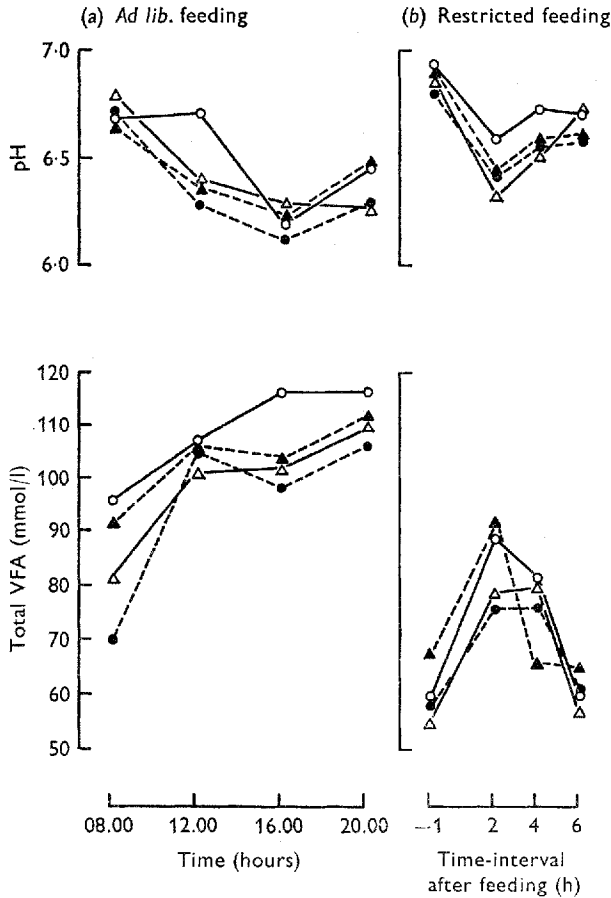 (a) Ad lib. feeding
(b) Restricted feeding
7·0
6·5
6·0
pH
120
110
100
90
80
70
60
50
Total VFA (mmol/l)
08.00 12.00 16.00 20.00
Time (hours)
−1 2 4 6
Time-interval
after feeding (h)